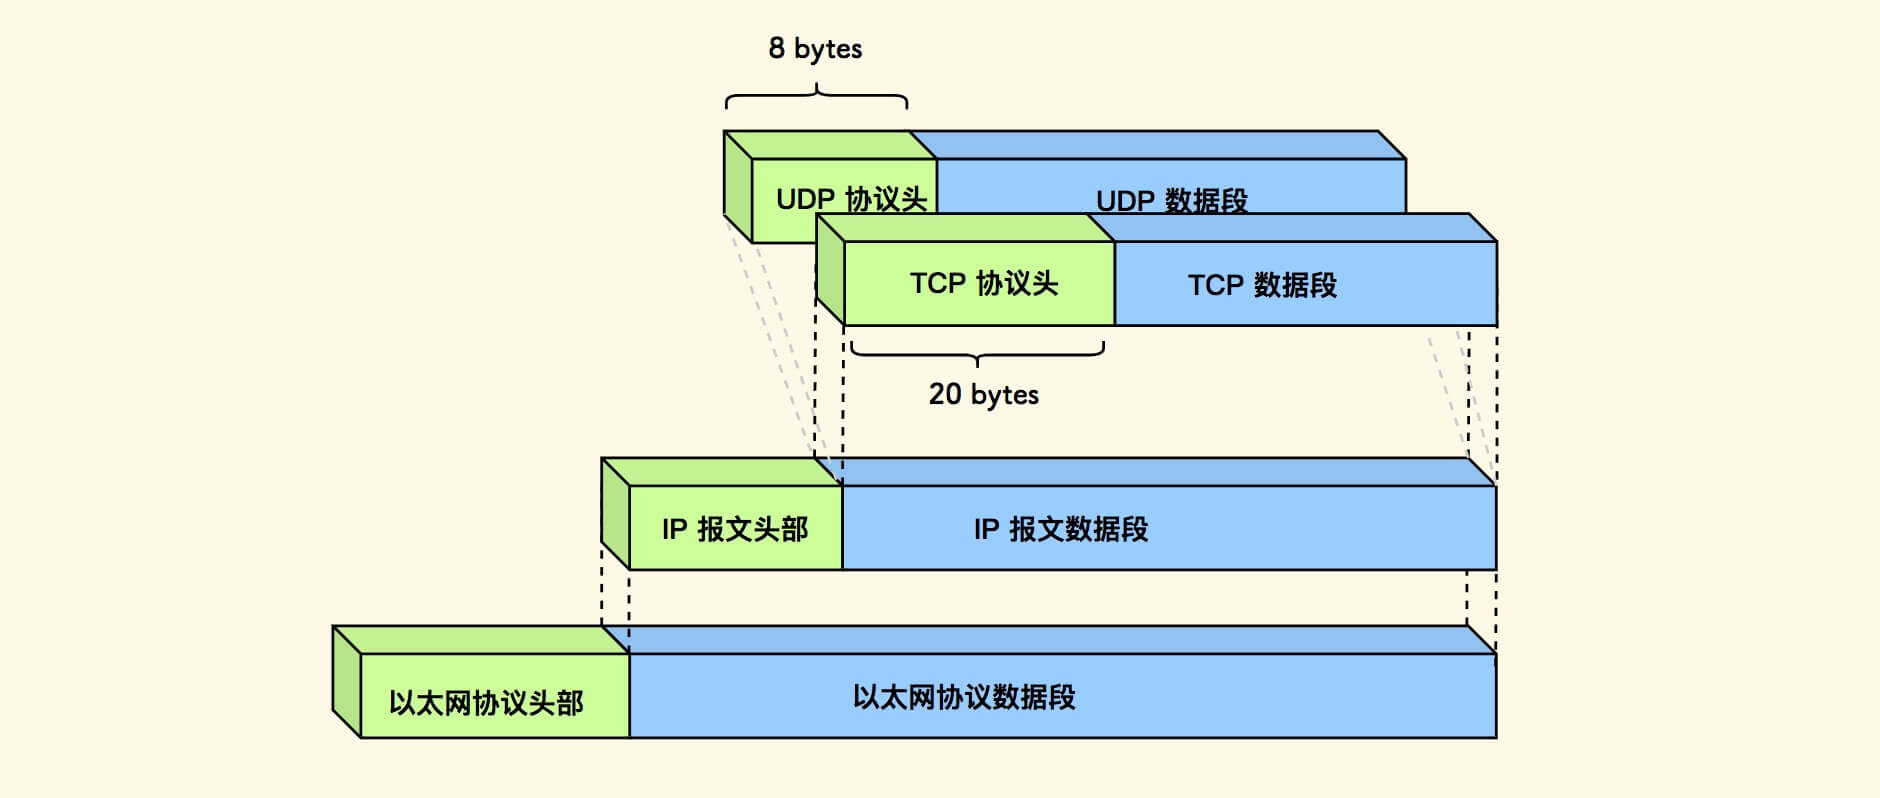 8 bytes
UDP 协议头
UDP 数据段
TCP 协议头
TCP 数据段
20 bytes
IP 报文头部
IP 报文数据段
以太网协议头部
以太网协议数据段